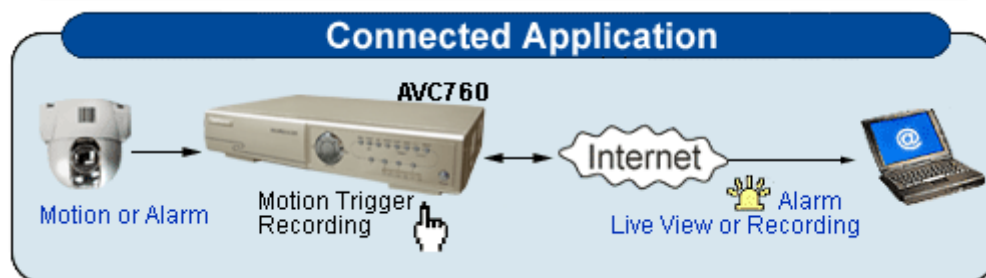 Connected Application
AVC760
Internet
@
Motion or Alarm
Motion Trigger
Recording
Alarm
Live View or Recording